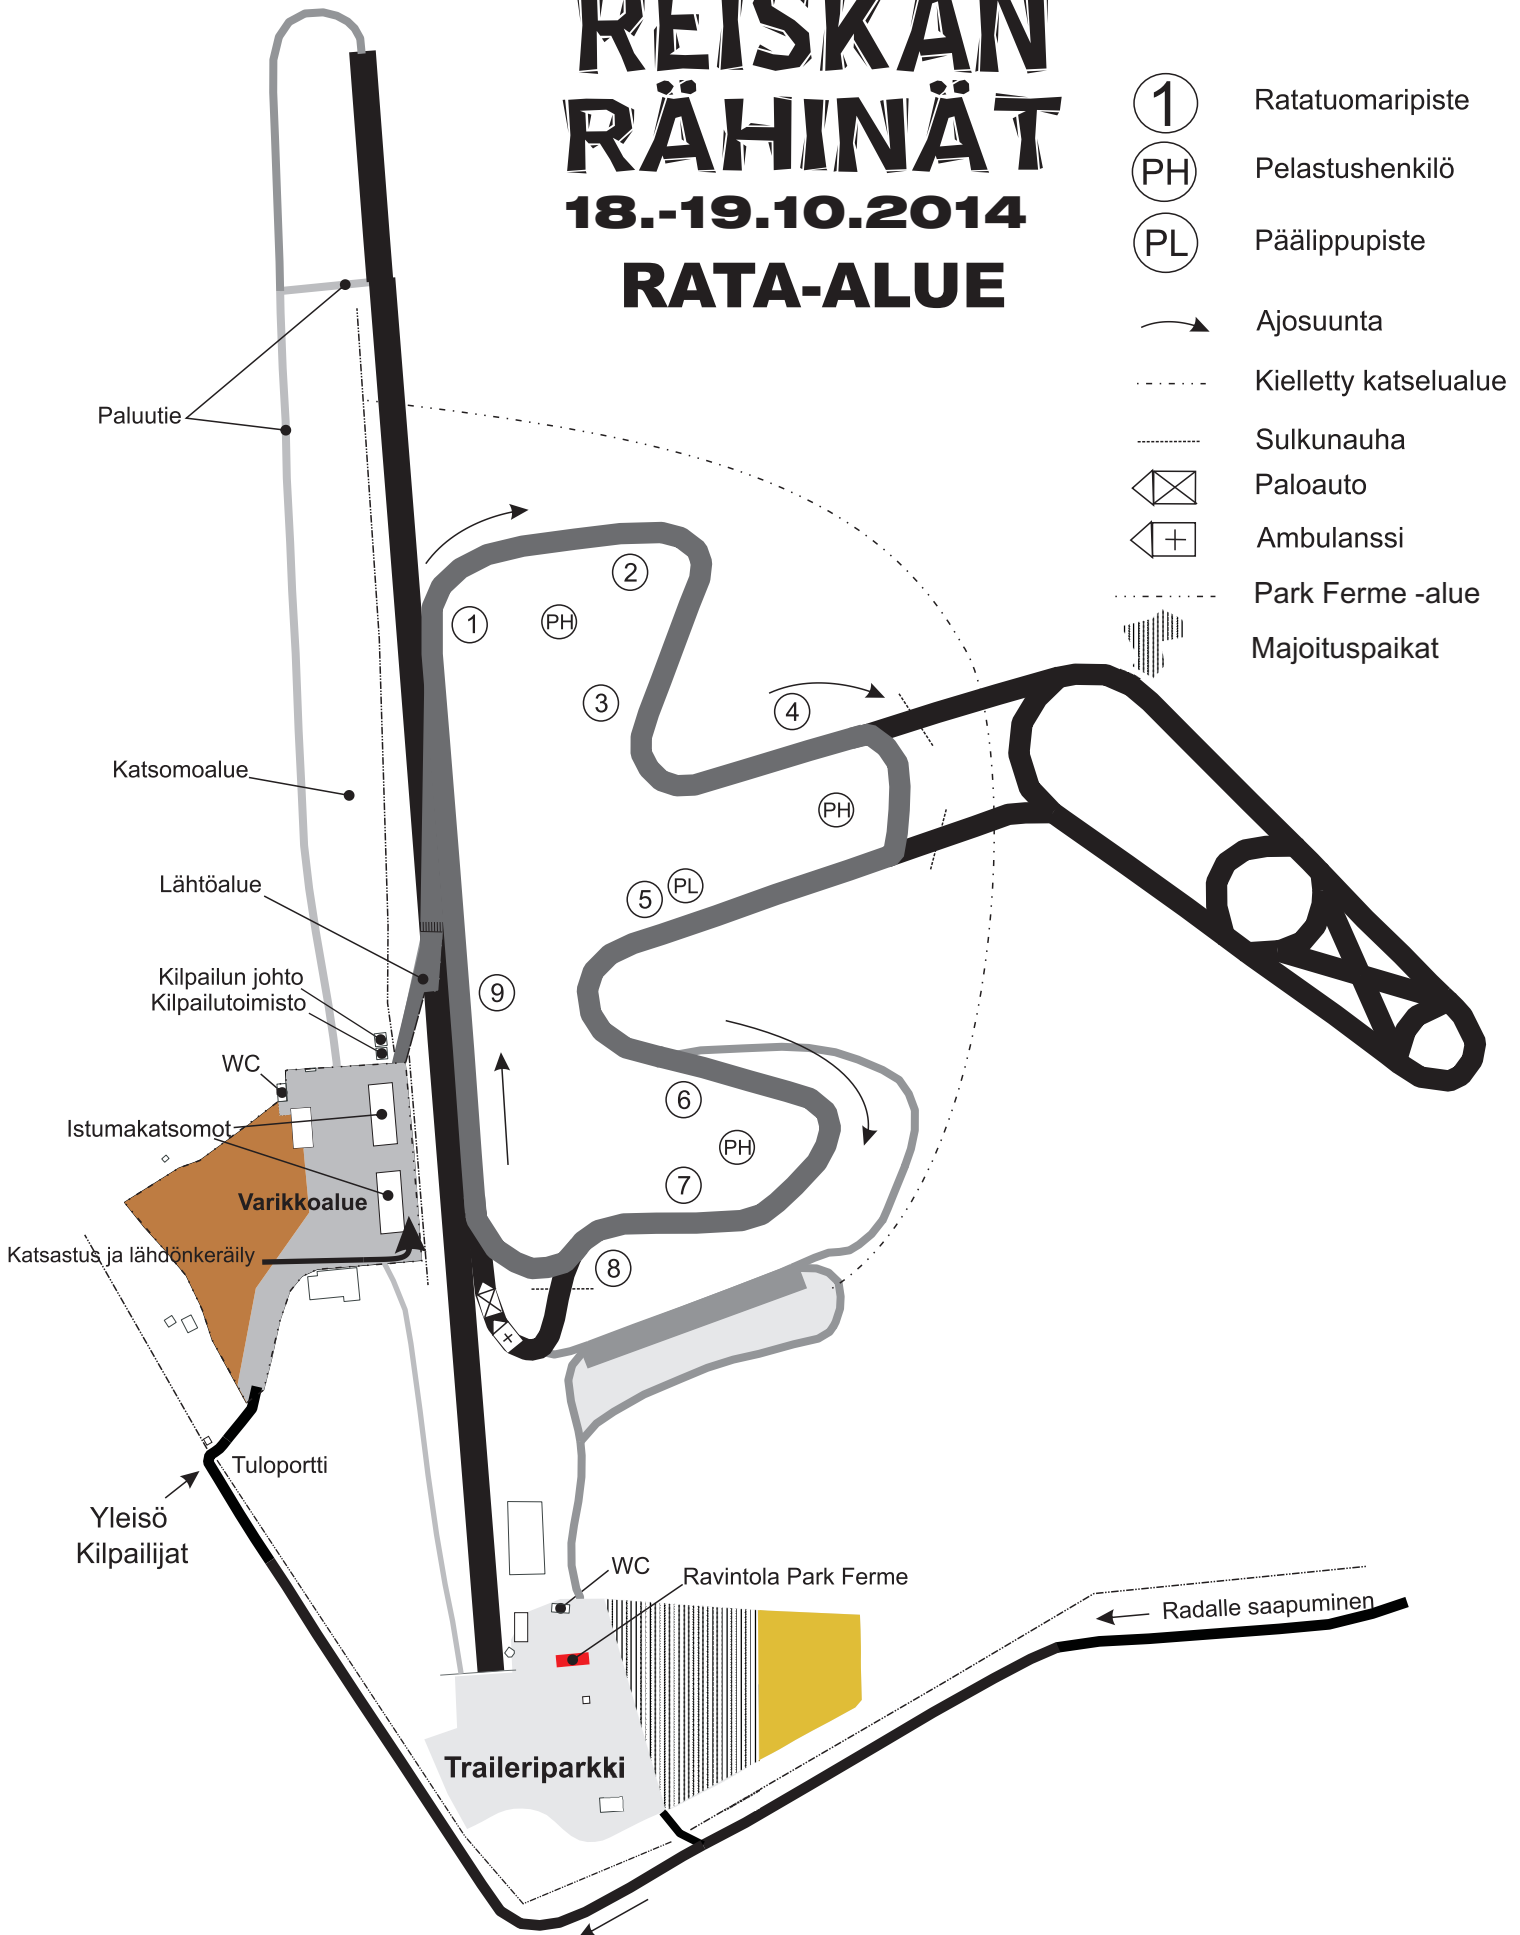 REISKAN
RÄHINÄT
18.-19.10.2014
RATA-ALUE
1 Ratatuomaripiste
PH Pelastushenkilö
PL Päälippupiste
Ajosuunta
Kielletty katselualue
Sulkunauha
Paloauto
Ambulanssi
Park Ferme -alue
Majoituspaikat
Paluutie
2
1
PH
3
4
Katsomoalue
PH
Lähtöalue
5
PL
Kilpailun johto
Kilpailutoimisto
9
WC
6
Istumakatsomot
PH
7
Varikkoalue
Katsastus ja lähdönkeräily
8
Tuloportti
Yleisö
Kilpailijat
WC
Ravintola Park Ferme
Radalle saapuminen
Traileriparkki